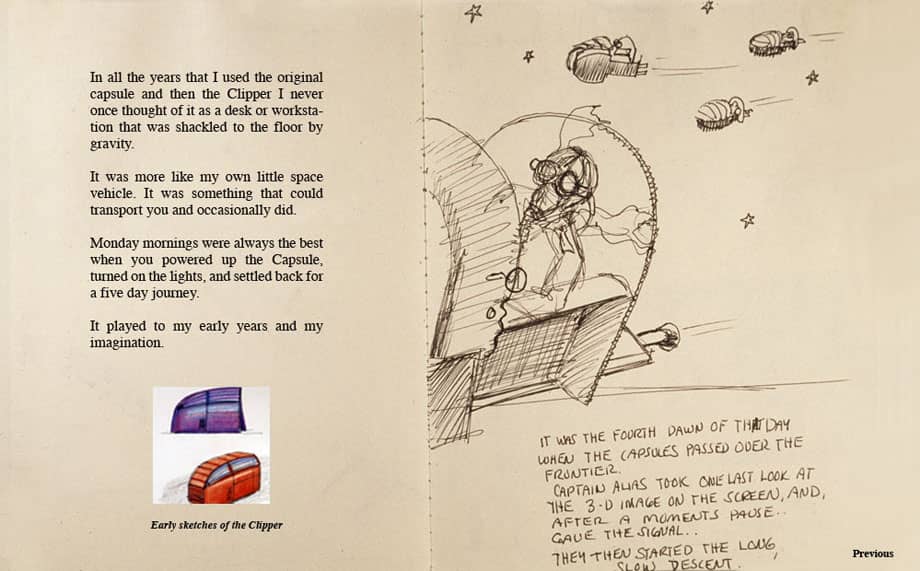 In all the years that I used the original
capsule and then the Clipper I never
once thought of it as a desk or worksta-
tion that was shackled to the floor by
gravity.
It was more like my own little space
vehicle. It was something that could
transport you and occasionally did.
Monday mornings were always the best
when you powered up the Capsule,
turned on the lights, and settled back for
a five day journey.
It played to my early years and my
imagination.
Early sketches of the Clipper
IT WAS THE FOURTH DAWN OF THAT DAY
WHEN THE CAPSULES PASSED OVER THE
FRONTIER.
CAPTAIN ALIAS TOOK ONE LAST LOOK AT
THE 3-D IMAGE ON THE SCREEN, AND,
AFTER A MOMENTS PAUSE..
GAVE THE SIGNAL..
THEY THEN STARTED THE LONG,
SLOW DESCENT.
Previous